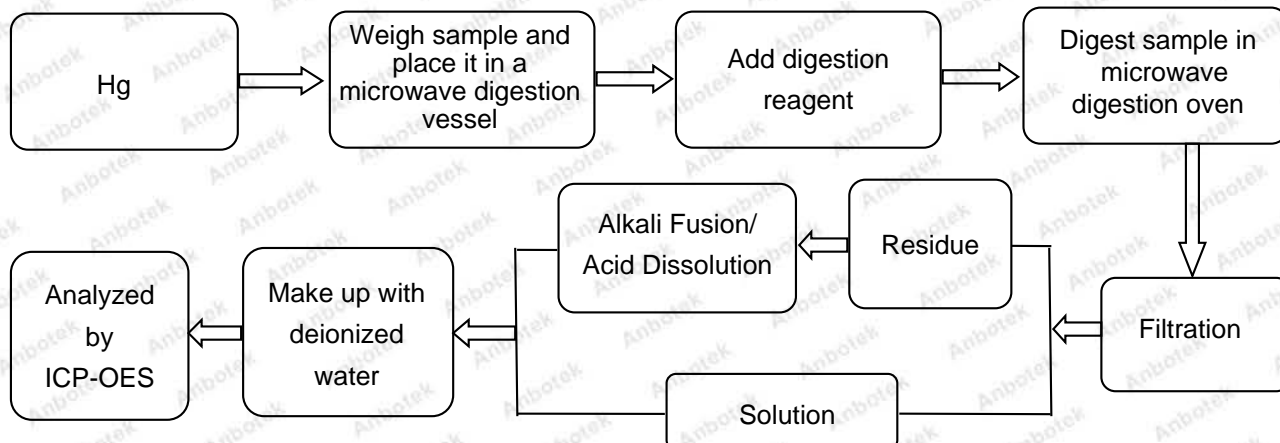 Hg
Weigh sample and
place it in a
microwave digestion
vessel
Add digestion
reagent
Digest sample in
microwave
digestion oven
Filtration
Residue
Alkali Fusion/
Acid Dissolution
Solution
Make up with
deionized
water
Analyzed
by
ICP-OES
Anbotek